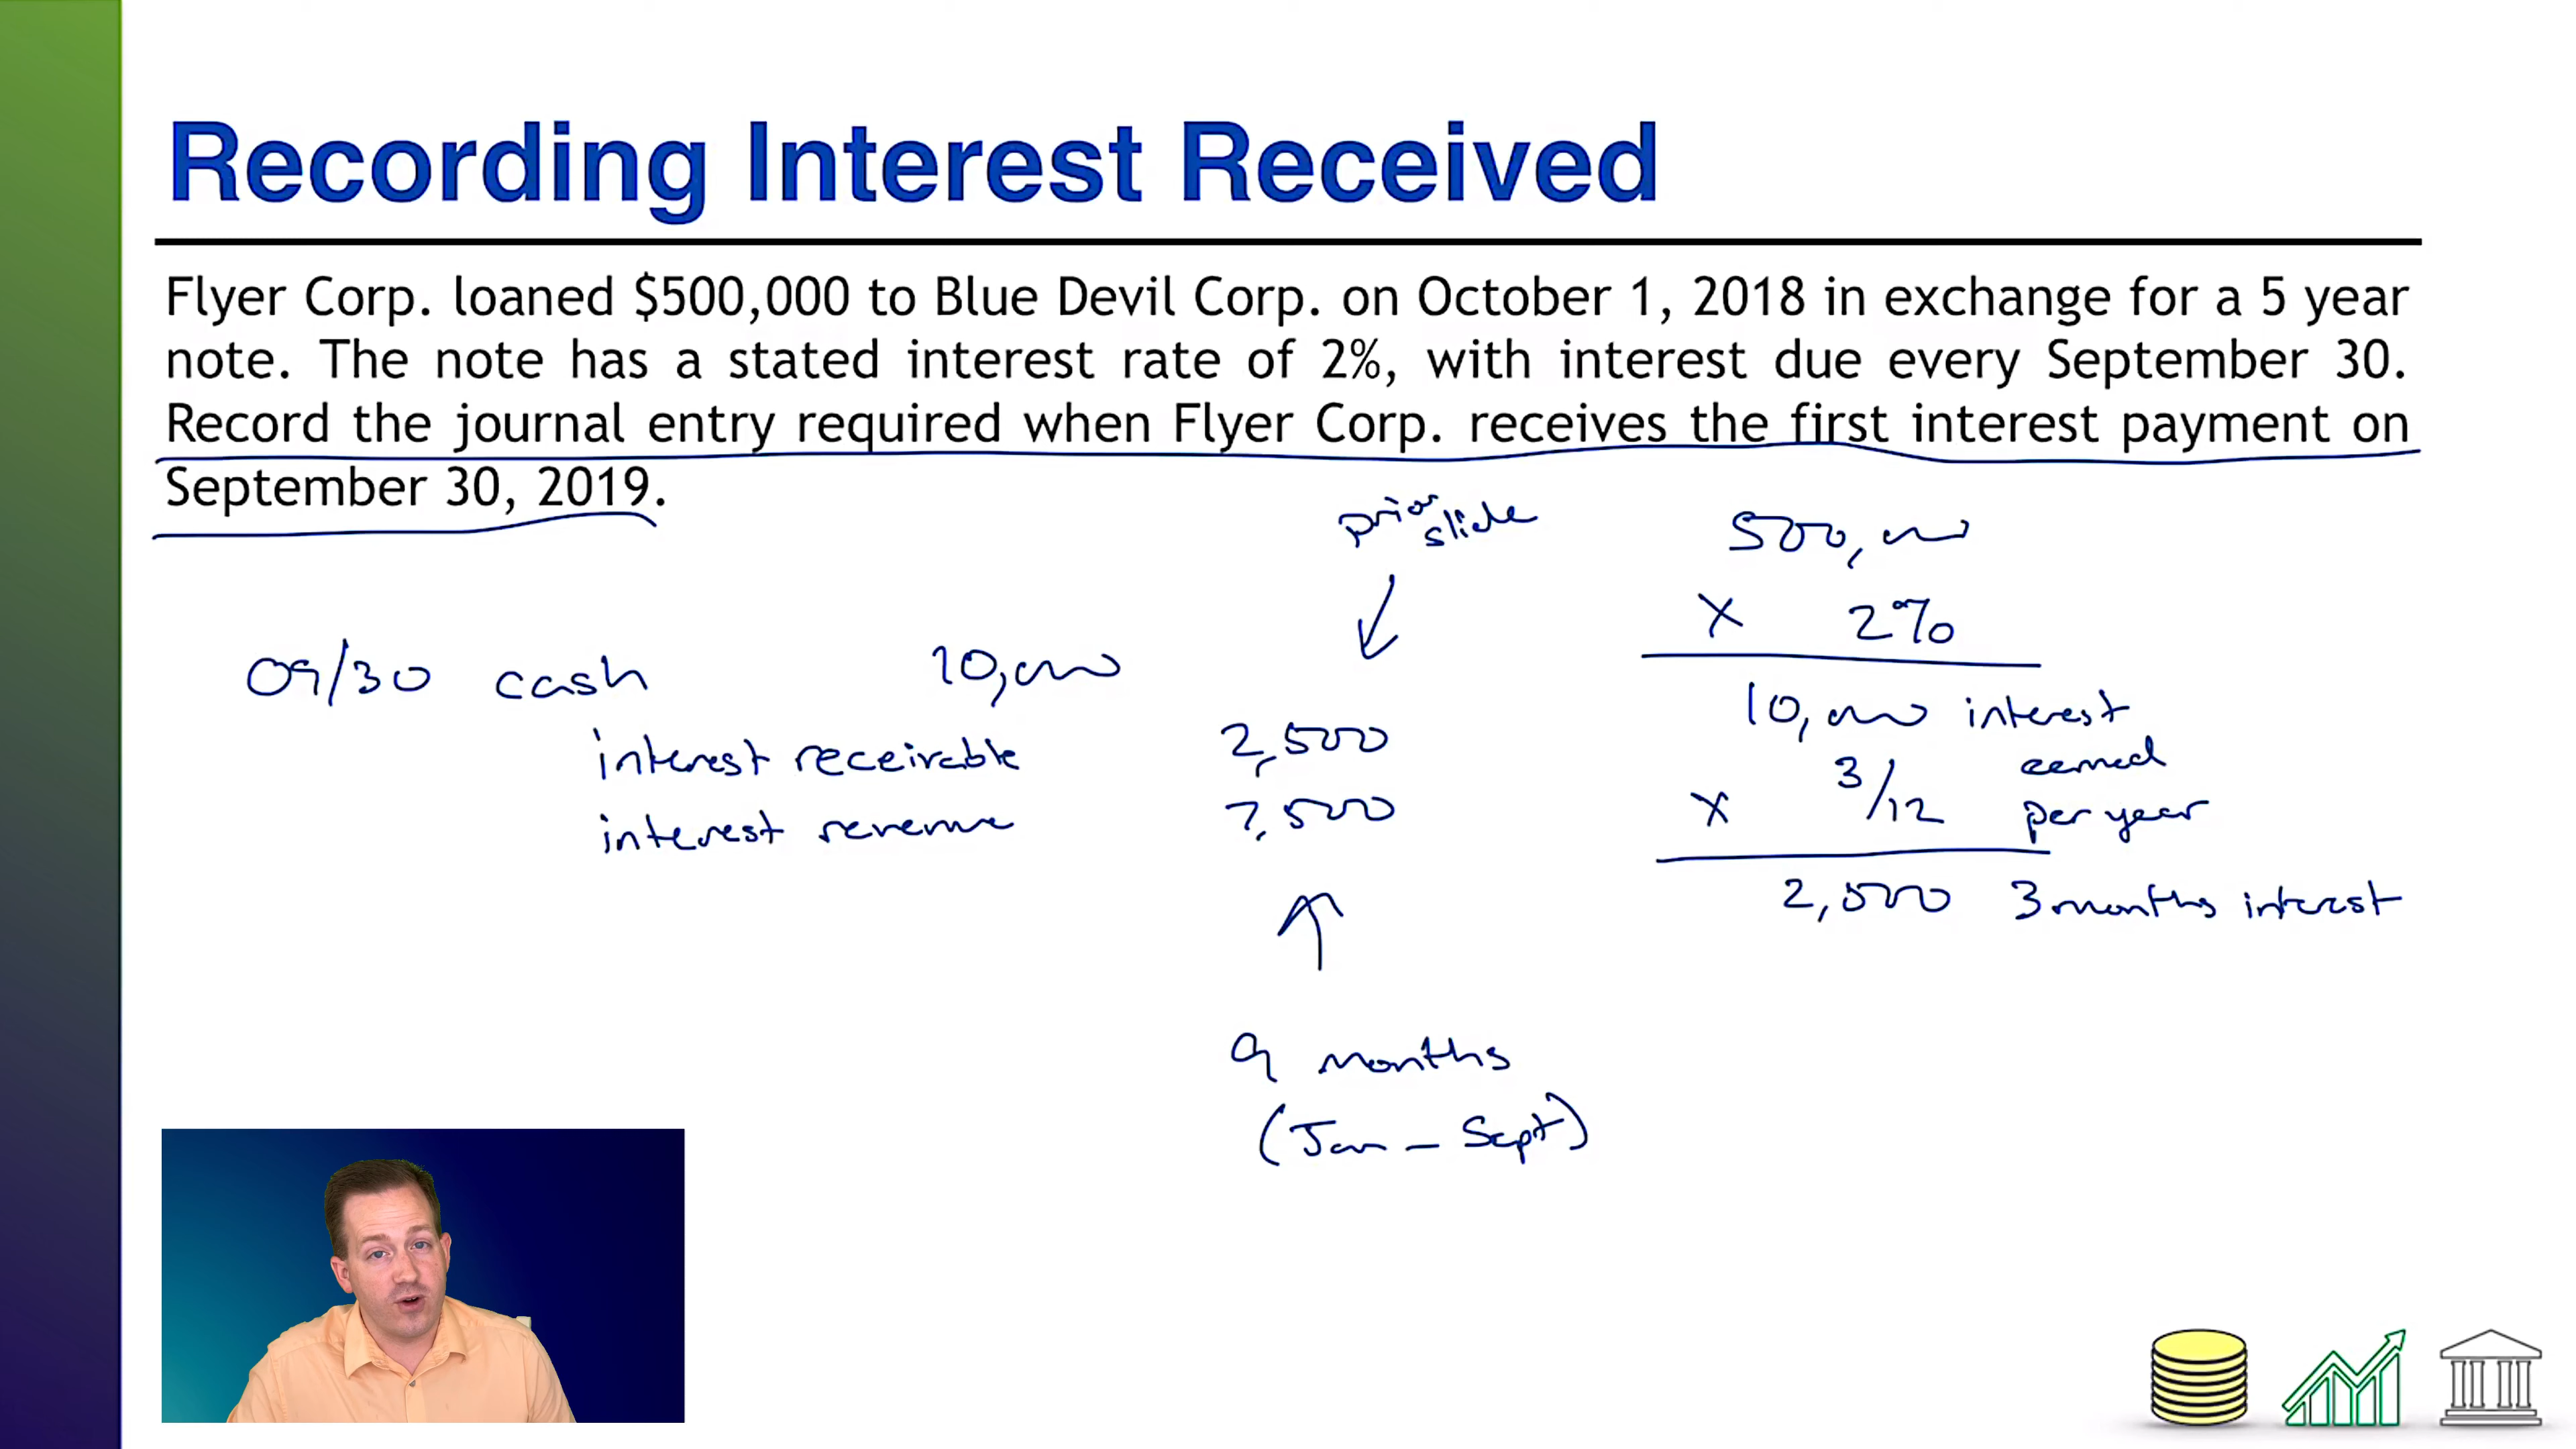 Recording Interest Received
Flyer Corp. loaned $500,000 to Blue Devil Corp. on October 1, 2018 in exchange for a 5 year
note. The note has a stated interest rate of 2%, with interest due every September 30.
Record the journal entry required when Flyer Corp. receives the first interest payment on
September 30, 2019.
prior
slide
09/30 cash 10,000
interest receivable 2,500
interest revenue 7,500
9 months
(Jan - Sept)
500,000
x 2%
10,000 interest
earned
x 3/12 per year
2,500 3 months interest